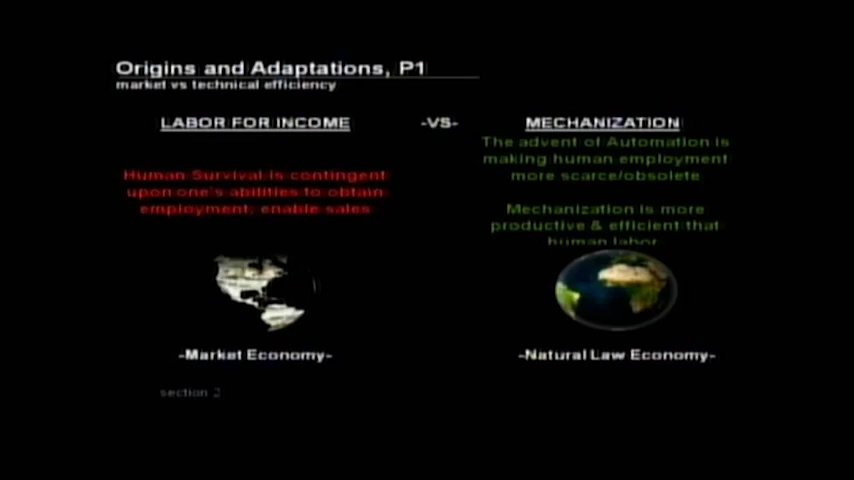 Origins and Adaptations, P1
market vs technical efficiency
LABOR FOR INCOME
-VS-
MECHANIZATION
Human Survival is contingent
upon one's abilities to obtain
employment; enable sales
The advent of Automation is
making human employment
more scarce/obsolete
Mechanization is more
productive & efficient that
human labor
-Market Economy-
-Natural Law Economy-
section 2